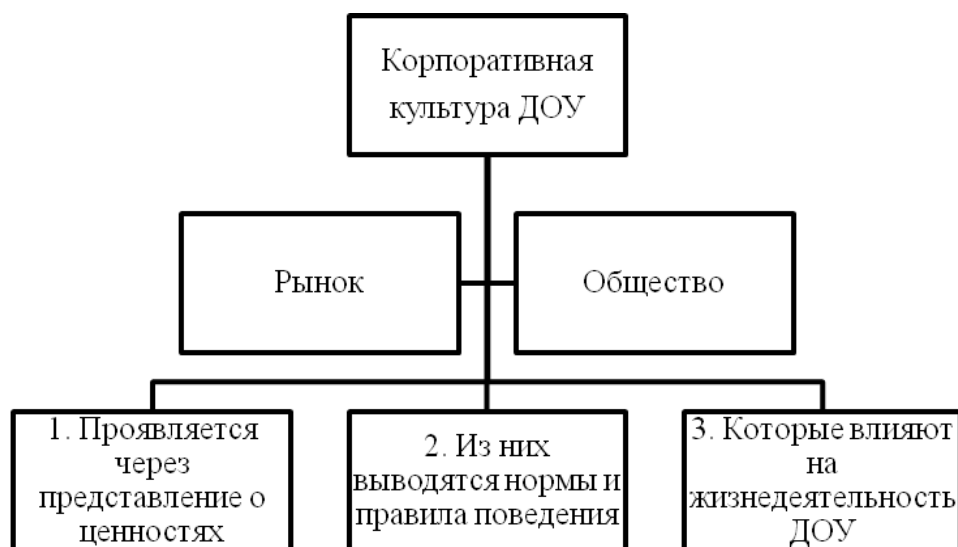 Корпоративная
культура ДОУ
Рынок
Общество
1. Проявляется
через
представление о
ценностях
2. Из них
выводятся нормы и
правила поведения
3. Которые влияют
на
жизнедеятельность
ДОУ